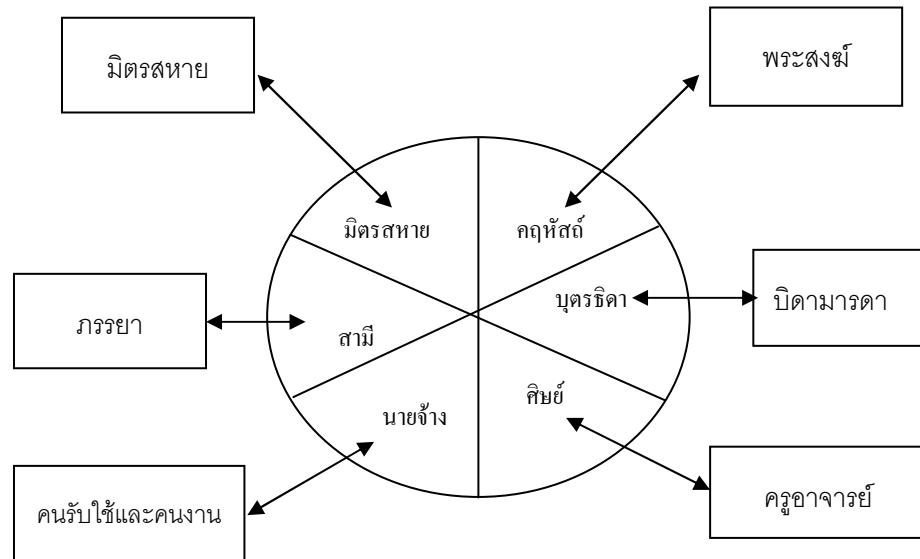 มิตรสหาย
พระสงฆ์
มิตรสหาย
คฤหัสถ์
บุตรธิดา
บิดามารดา
ภรรยา
สามี
ศิษย์
นายจ้าง
คนรับใช้และคนงาน
ครูอาจารย์